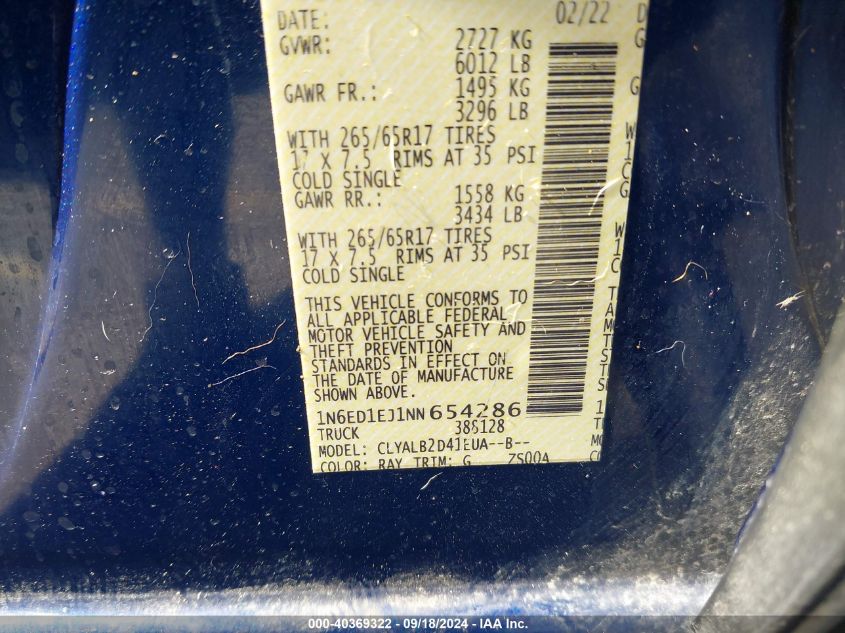 DATE: 02/22 D
GVWR: 2727 KG G
6012 LB
GAWR FR.: 1495 KG G
3296 LB
WITH 265/65R17 TIRES W
17 X 7.5 RIMS AT 35 PSI 1
COLD SINGLE C
GAWR RR.: 1558 KG G
3434 LB
WITH 265/65R17 TIRES W
17 X 7.5 RIMS AT 35 PSI 1
COLD SINGLE C
THIS VEHICLE CONFORMS TO T
ALL APPLICABLE FEDERAL A
MOTOR VEHICLE SAFETY AND M
THEFT PREVENTION T
STANDARDS IN EFFECT ON S
THE DATE OF MANUFACTURE T
SHOWN ABOVE. S
1N6ED1EJ1NN654286 1
TRUCK 386128 T
MODEL: CLYALB2D41EUA--B-- M
COLOR: RAY TRIM: G ZS00A C
000-40369322 - 09/18/2024 - IAA Inc.